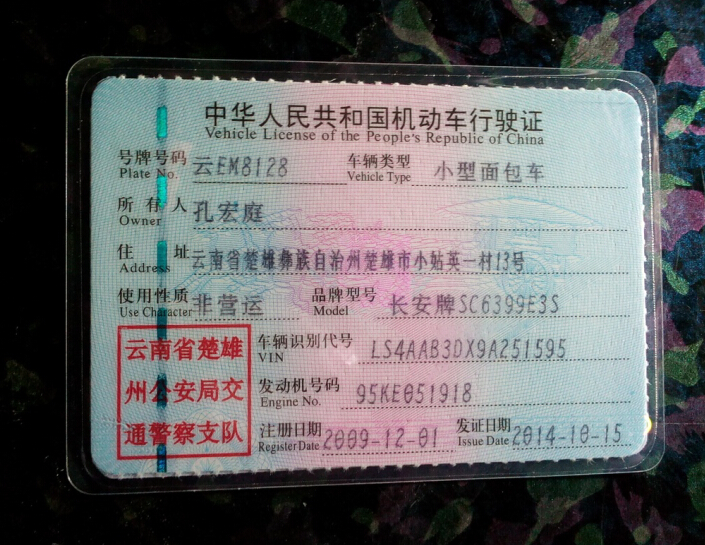 中华人民共和国机动车行驶证
Vehicle License of the People's Republic of China
号牌号码 云EM8128 车辆类型 小型面包车
Plate No. Vehicle Type
所有人 孔宏庭
Owner
住址 云南省楚雄彝族自治州楚雄市小姑英一村13号
Address
使用性质 非营运 品牌型号 长安牌SC6399E3S
Use Character Model
云南省楚雄
州公安局交
通警察支队
车辆识别代号 LS4AAB3DX9A251595
VIN
发动机号码 95KE051918
Engine No.
注册日期 2009-12-01 发证日期 2014-10-15
Register Date Issue Date